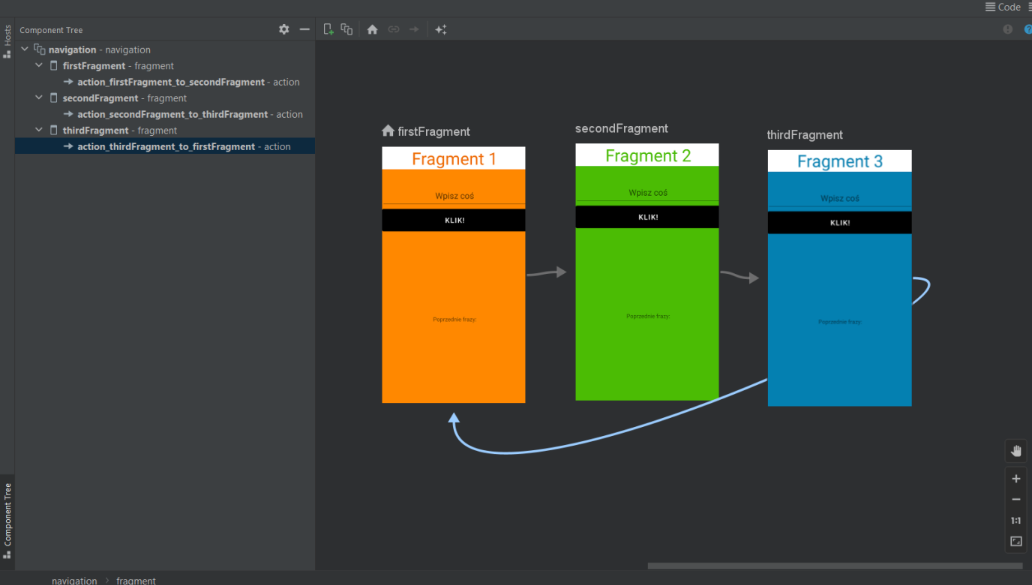 Code
Hosts
Component Tree
navigation - navigation
firstFragment - fragment
action_firstFragment_to_secondFragment - action
secondFragment - fragment
action_secondFragment_to_thirdFragment - action
thirdFragment - fragment
action_thirdFragment_to_firstFragment - action
firstFragment
Fragment 1
Wpisz coś
KLIK!
Poprzednie frazy:
secondFragment
Fragment 2
Wpisz coś
KLIK!
Poprzednie frazy:
thirdFragment
Fragment 3
Wpisz coś
KLIK!
Poprzednie frazy:
1:1
Component Tree
navigation > fragment